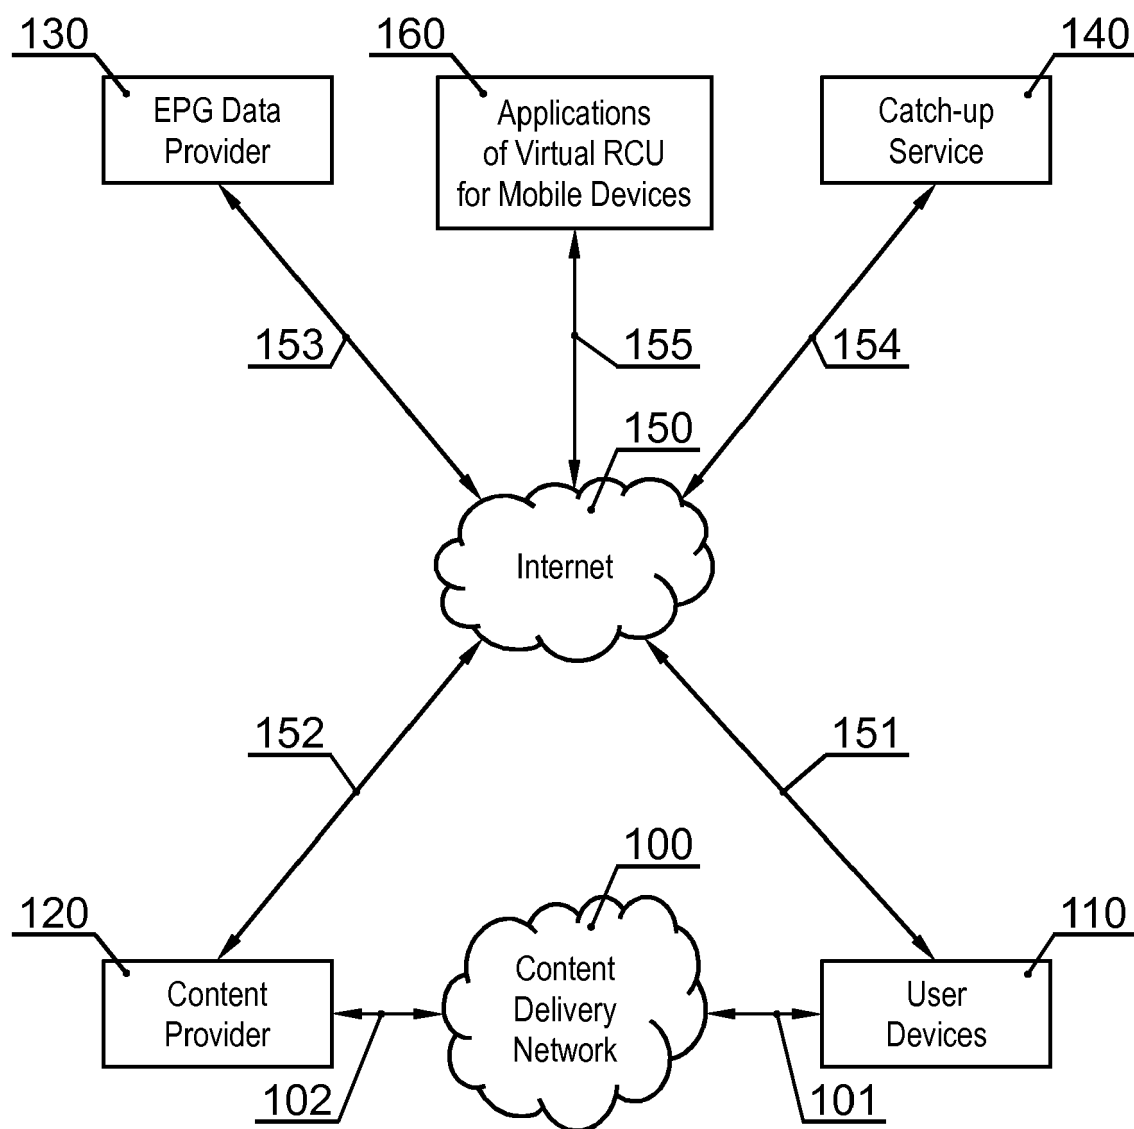 130
160
140
EPG Data
Provider
Applications
of Virtual RCU
for Mobile Devices
Catch-up
Service
153
155
154
150
Internet
152
151
100
120
110
Content
Provider
Content
Delivery
Network
User
Devices
102
101